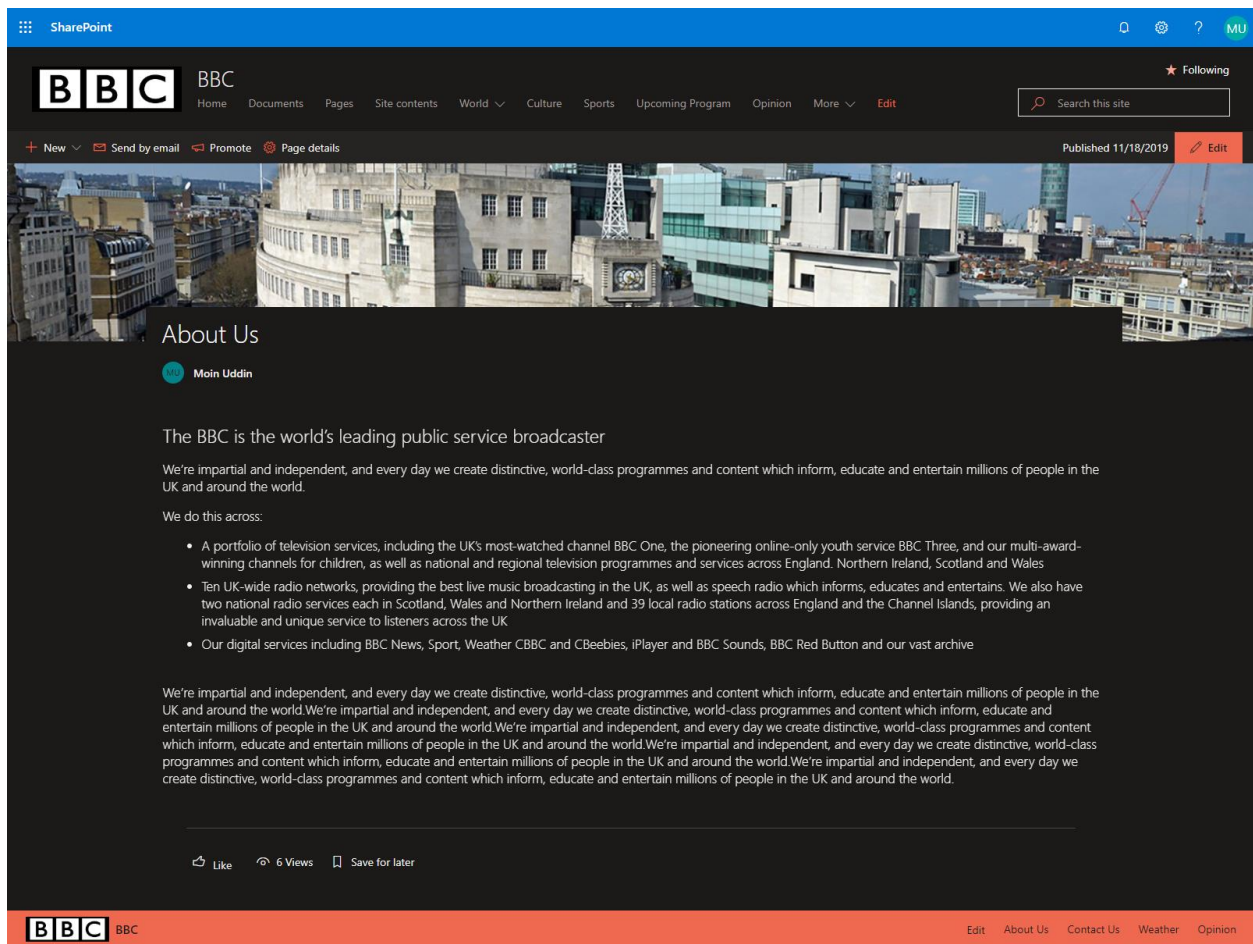 SharePoint
MU
BBC
BBC
Following
Home Documents Pages Site contents World Culture Sports Upcoming Program Opinion More Edit
Search this site
New Send by email Promote Page details
Published 11/18/2019 Edit
About Us
MU Moin Uddin
The BBC is the world's leading public service broadcaster
We're impartial and independent, and every day we create distinctive, world-class programmes and content which inform, educate and entertain millions of people in the
UK and around the world.
We do this across:
• A portfolio of television services, including the UK's most-watched channel BBC One, the pioneering online-only youth service BBC Three, and our multi-award-
winning channels for children, as well as national and regional television programmes and services across England. Northern Ireland, Scotland and Wales
• Ten UK-wide radio networks, providing the best live music broadcasting in the UK, as well as speech radio which informs, educates and entertains. We also have
two national radio services each in Scotland, Wales and Northern Ireland and 39 local radio stations across England and the Channel Islands, providing an
invaluable and unique service to listeners across the UK
• Our digital services including BBC News, Sport, Weather CBBC and CBeebies, iPlayer and BBC Sounds, BBC Red Button and our vast archive
We're impartial and independent, and every day we create distinctive, world-class programmes and content which inform, educate and entertain millions of people in the
UK and around the world.We're impartial and independent, and every day we create distinctive, world-class programmes and content which inform, educate and
entertain millions of people in the UK and around the world.We're impartial and independent, and every day we create distinctive, world-class programmes and content
which inform, educate and entertain millions of people in the UK and around the world.We're impartial and independent, and every day we create distinctive, world-class
programmes and content which inform, educate and entertain millions of people in the UK and around the world.We're impartial and independent, and every day we
create distinctive, world-class programmes and content which inform, educate and entertain millions of people in the UK and around the world.
Like 6 Views Save for later
BBC BBC
Edit About Us Contact Us Weather Opinion